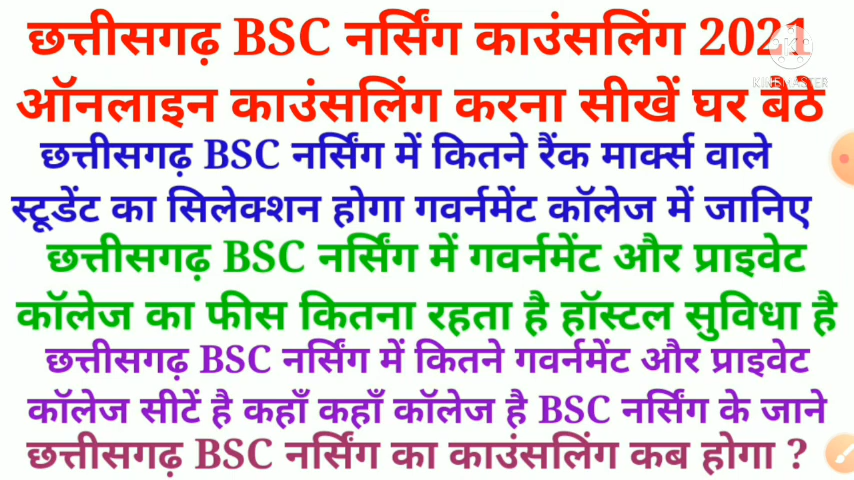 छत्तीसगढ़ BSC नर्सिंग काउंसलिंग 2021
ऑनलाइन काउंसलिंग करना सीखें घर बैठे
KINEMASTER
छत्तीसगढ़ BSC नर्सिंग में कितने रैंक मार्क्स वाले
स्टूडेंट का सिलेक्शन होगा गवर्नमेंट कॉलेज में जानिए
छत्तीसगढ़ BSC नर्सिंग में गवर्नमेंट और प्राइवेट
कॉलेज का फीस कितना रहता है हॉस्टल सुविधा है
छत्तीसगढ़ BSC नर्सिंग में कितने गवर्नमेंट और प्राइवेट
कॉलेज सीटें है कहाँ कहाँ कॉलेज है BSC नर्सिंग के जाने
छत्तीसगढ़ BSC नर्सिंग का काउंसलिंग कब होगा ?